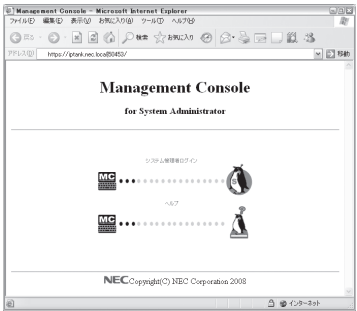 Management Console - Microsoft Internet Explorer
ファイル(F) 編集(E) 表示(V) お気に入り(A) ツール(T) ヘルプ(H)
戻る 検索 お気に入り
アドレス(D) https://iptank.nec.local:50453/ 移動
Management Console
for System Administrator
システム管理者ログイン
MC S
ヘルプ
MC
NEC Copyright(C) NEC Corporation 2008
インターネット